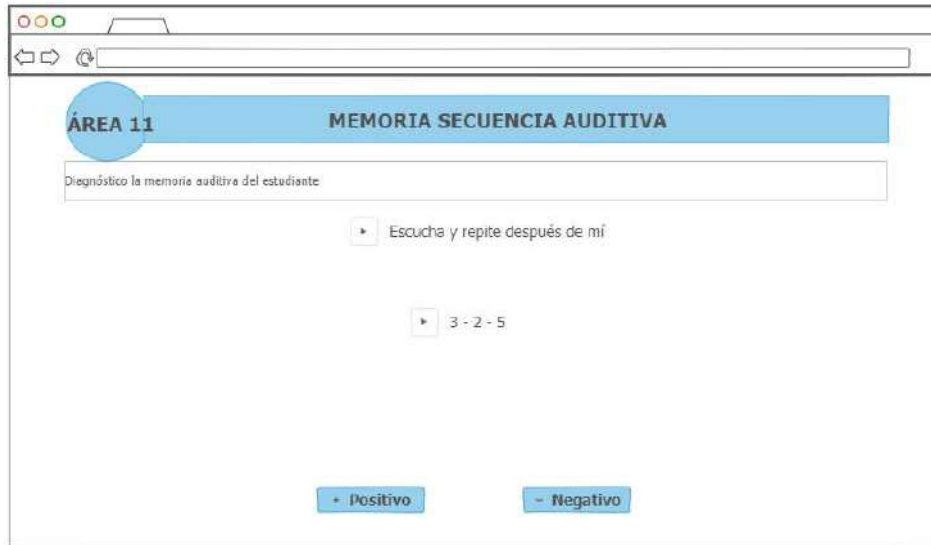 ÁREA 11
MEMORIA SECUENCIA AUDITIVA
Diagnóstico la memoria auditiva del estudiante
Escucha y repite después de mí
3 - 2 - 5
+ Positivo
- Negativo